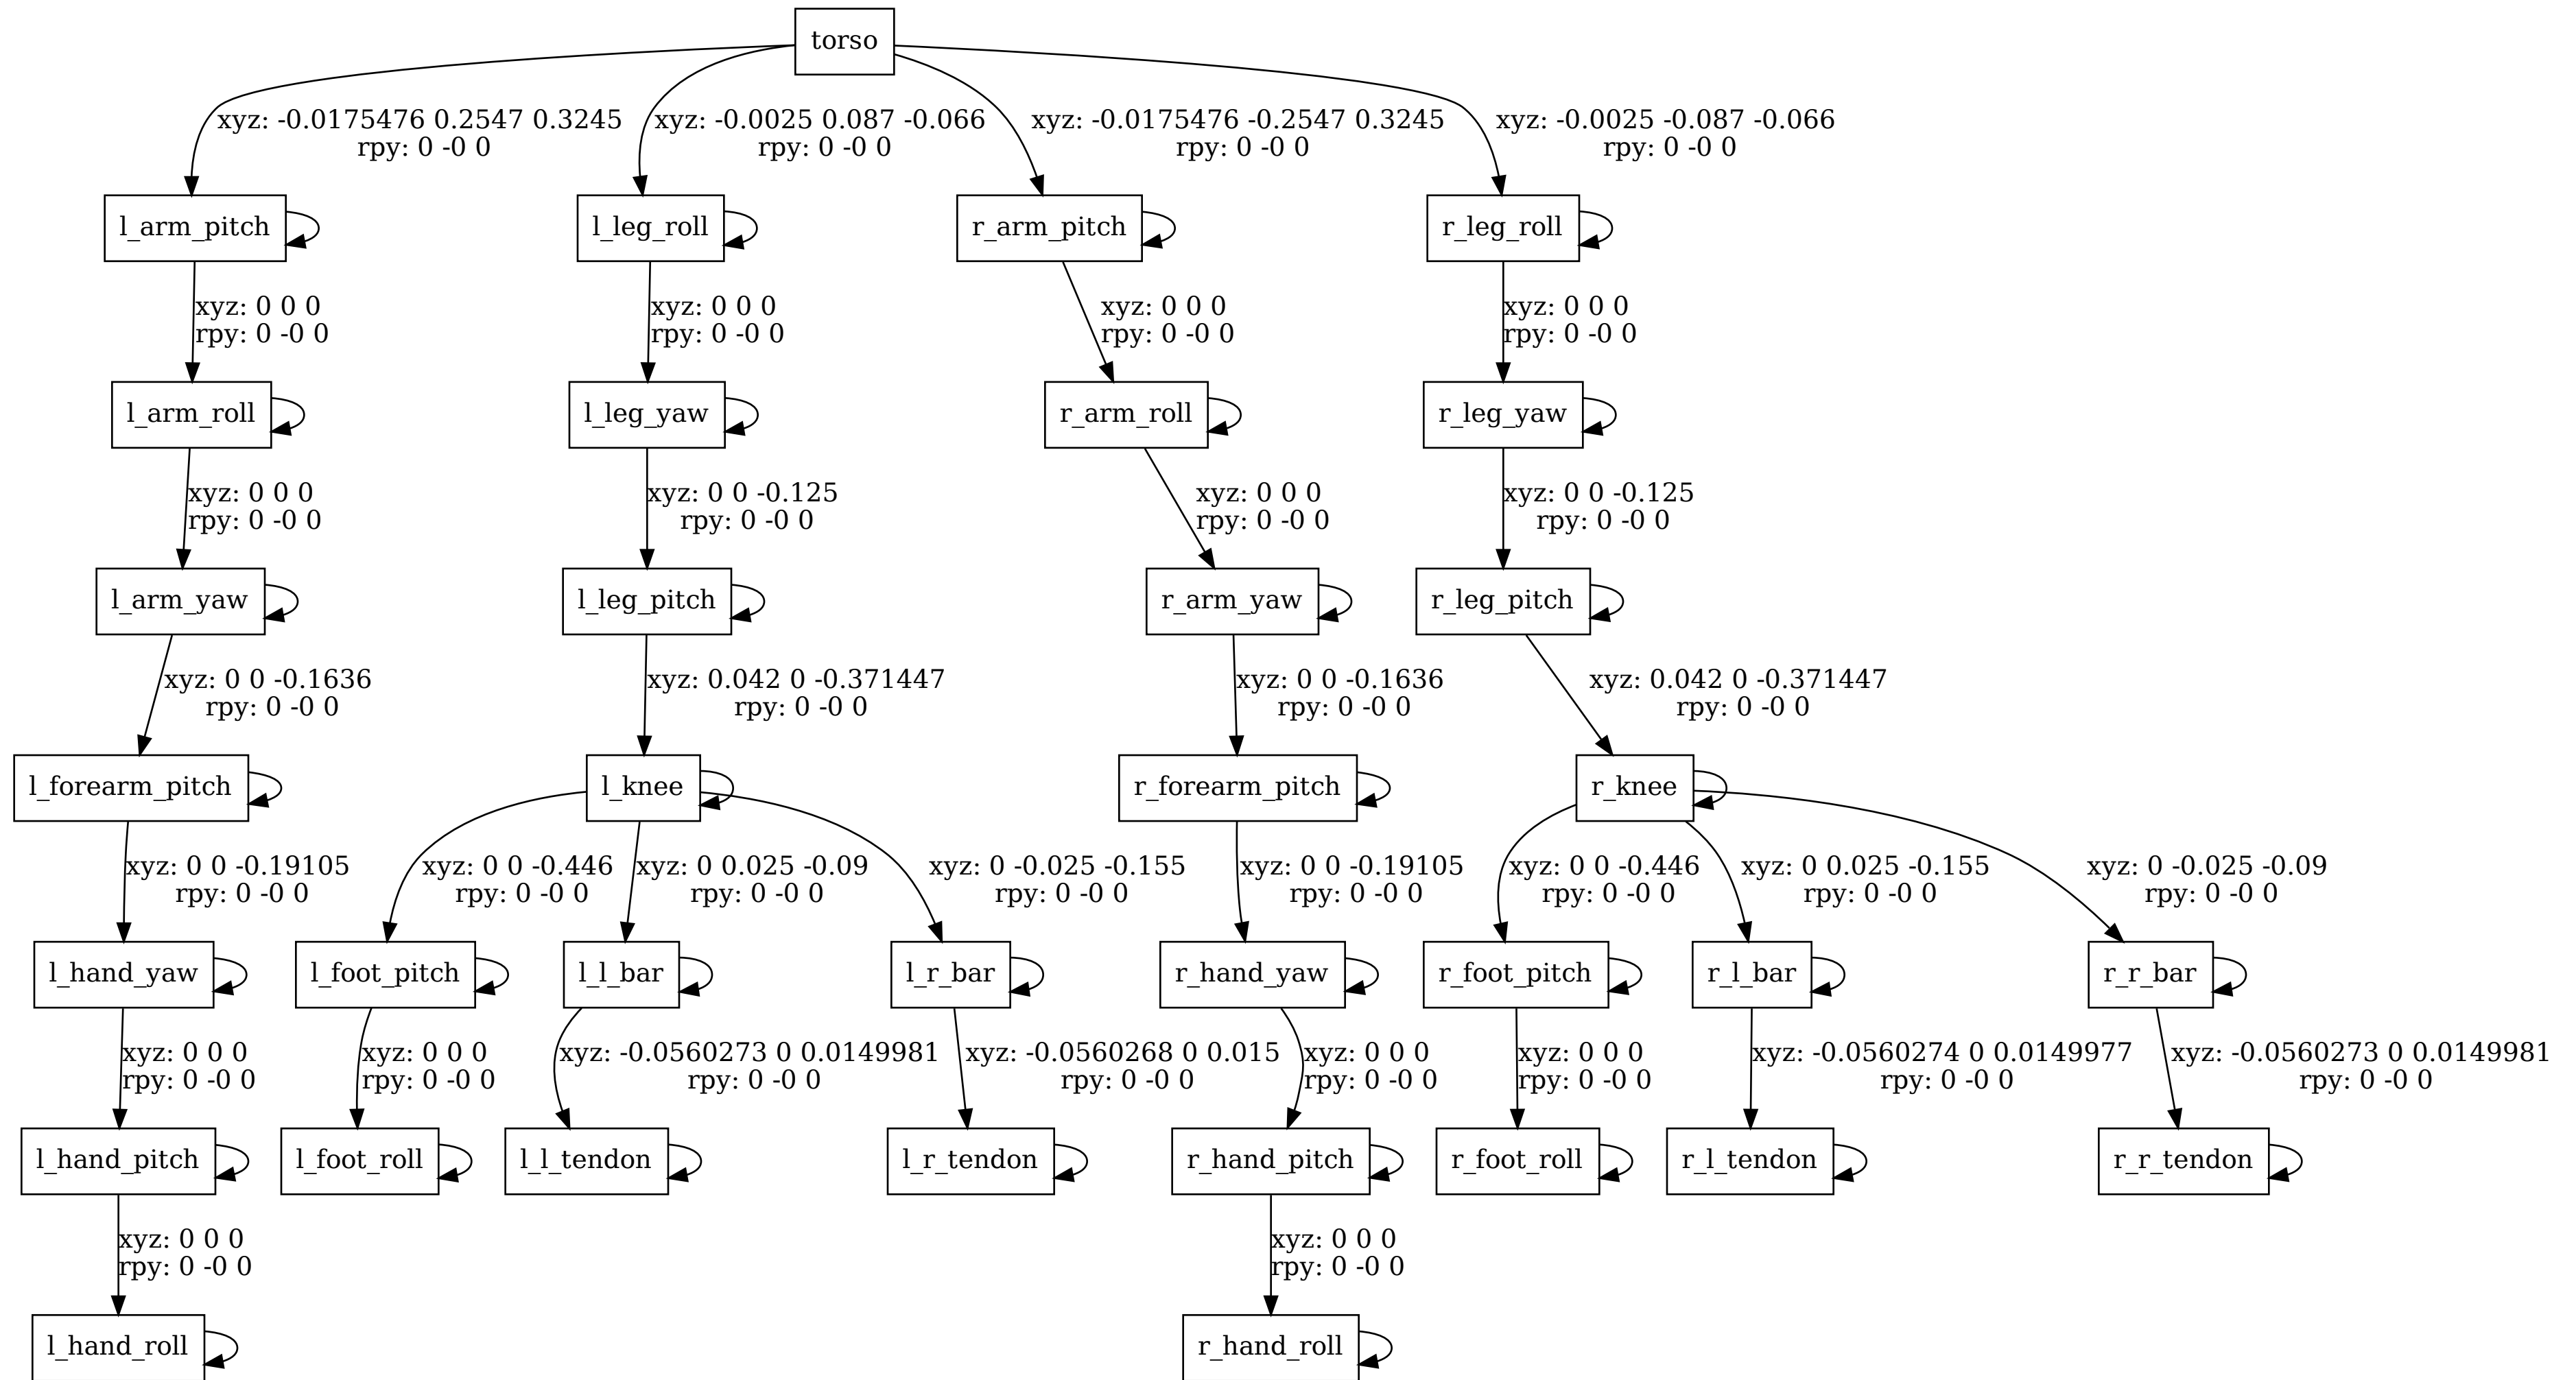 torso
xyz: -0.0175476 0.2547 0.3245
rpy: 0 -0 0
xyz: -0.0025 0.087 -0.066
rpy: 0 -0 0
xyz: -0.0175476 -0.2547 0.3245
rpy: 0 -0 0
xyz: -0.0025 -0.087 -0.066
rpy: 0 -0 0
l_arm_pitch
l_leg_roll
r_arm_pitch
r_leg_roll
xyz: 0 0 0
rpy: 0 -0 0
xyz: 0 0 0
rpy: 0 -0 0
xyz: 0 0 0
rpy: 0 -0 0
xyz: 0 0 0
rpy: 0 -0 0
l_arm_roll
l_leg_yaw
r_arm_roll
r_leg_yaw
xyz: 0 0 0
rpy: 0 -0 0
xyz: 0 0 -0.125
rpy: 0 -0 0
xyz: 0 0 0
rpy: 0 -0 0
xyz: 0 0 -0.125
rpy: 0 -0 0
l_arm_yaw
l_leg_pitch
r_arm_yaw
r_leg_pitch
xyz: 0 0 -0.1636
rpy: 0 -0 0
xyz: 0.042 0 -0.371447
rpy: 0 -0 0
xyz: 0 0 -0.1636
rpy: 0 -0 0
xyz: 0.042 0 -0.371447
rpy: 0 -0 0
l_forearm_pitch
l_knee
r_forearm_pitch
r_knee
xyz: 0 0 -0.19105
rpy: 0 -0 0
xyz: 0 0 -0.446
rpy: 0 -0 0
xyz: 0 0.025 -0.09
rpy: 0 -0 0
xyz: 0 -0.025 -0.155
rpy: 0 -0 0
xyz: 0 0 -0.19105
rpy: 0 -0 0
xyz: 0 0 -0.446
rpy: 0 -0 0
xyz: 0 0.025 -0.155
rpy: 0 -0 0
xyz: 0 -0.025 -0.09
rpy: 0 -0 0
l_hand_yaw
l_foot_pitch
l_l_bar
l_r_bar
r_hand_yaw
r_foot_pitch
r_l_bar
r_r_bar
xyz: 0 0 0
rpy: 0 -0 0
xyz: 0 0 0
rpy: 0 -0 0
xyz: -0.0560273 0 0.0149981
rpy: 0 -0 0
xyz: -0.0560268 0 0.015
rpy: 0 -0 0
xyz: 0 0 0
rpy: 0 -0 0
xyz: 0 0 0
rpy: 0 -0 0
xyz: -0.0560274 0 0.0149977
rpy: 0 -0 0
xyz: -0.0560273 0 0.0149981
rpy: 0 -0 0
l_hand_pitch
l_foot_roll
l_l_tendon
l_r_tendon
r_hand_pitch
r_foot_roll
r_l_tendon
r_r_tendon
xyz: 0 0 0
rpy: 0 -0 0
xyz: 0 0 0
rpy: 0 -0 0
l_hand_roll
r_hand_roll